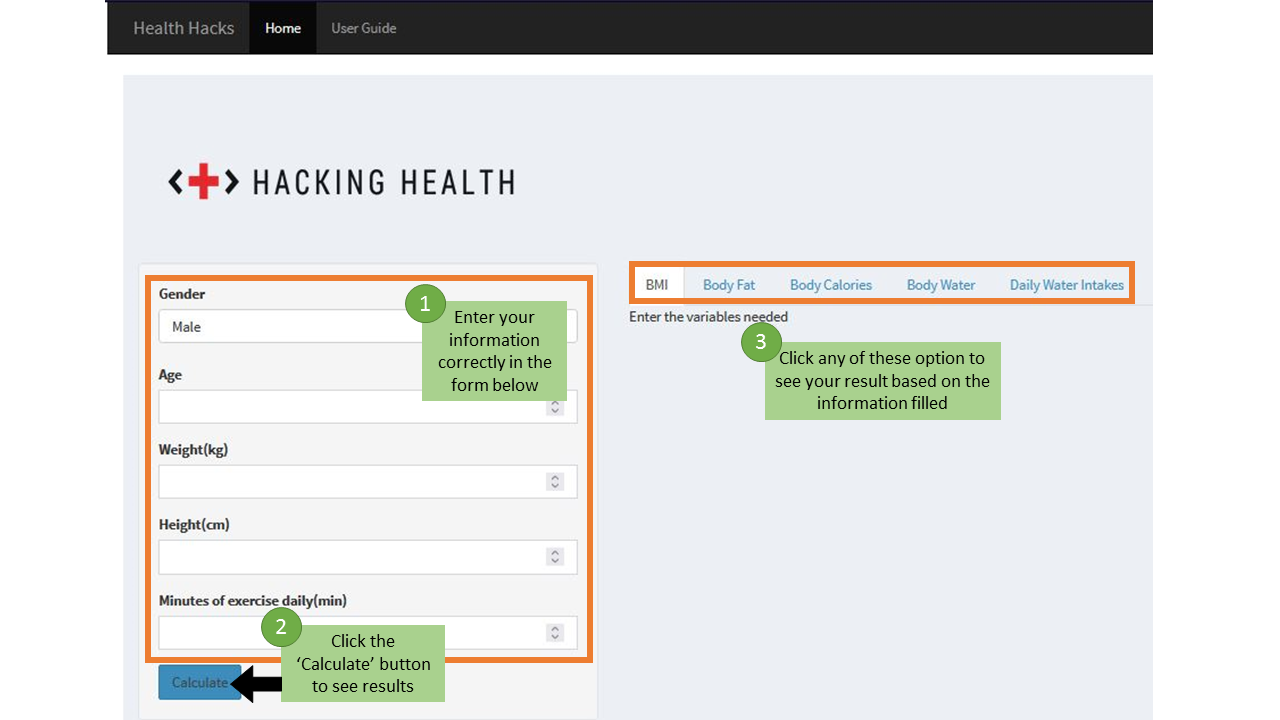 Health Hacks
Home
User Guide
HACKING HEALTH
Gender
Male
Age
Weight(kg)
Height(cm)
Minutes of exercise daily(min)
Calculate
1
Enter your
information
correctly in the
form below
2
Click the
‘Calculate’ button
to see results
BMI
Body Fat
Body Calories
Body Water
Daily Water Intakes
Enter the variables needed
3
Click any of these option to
see your result based on the
information filled